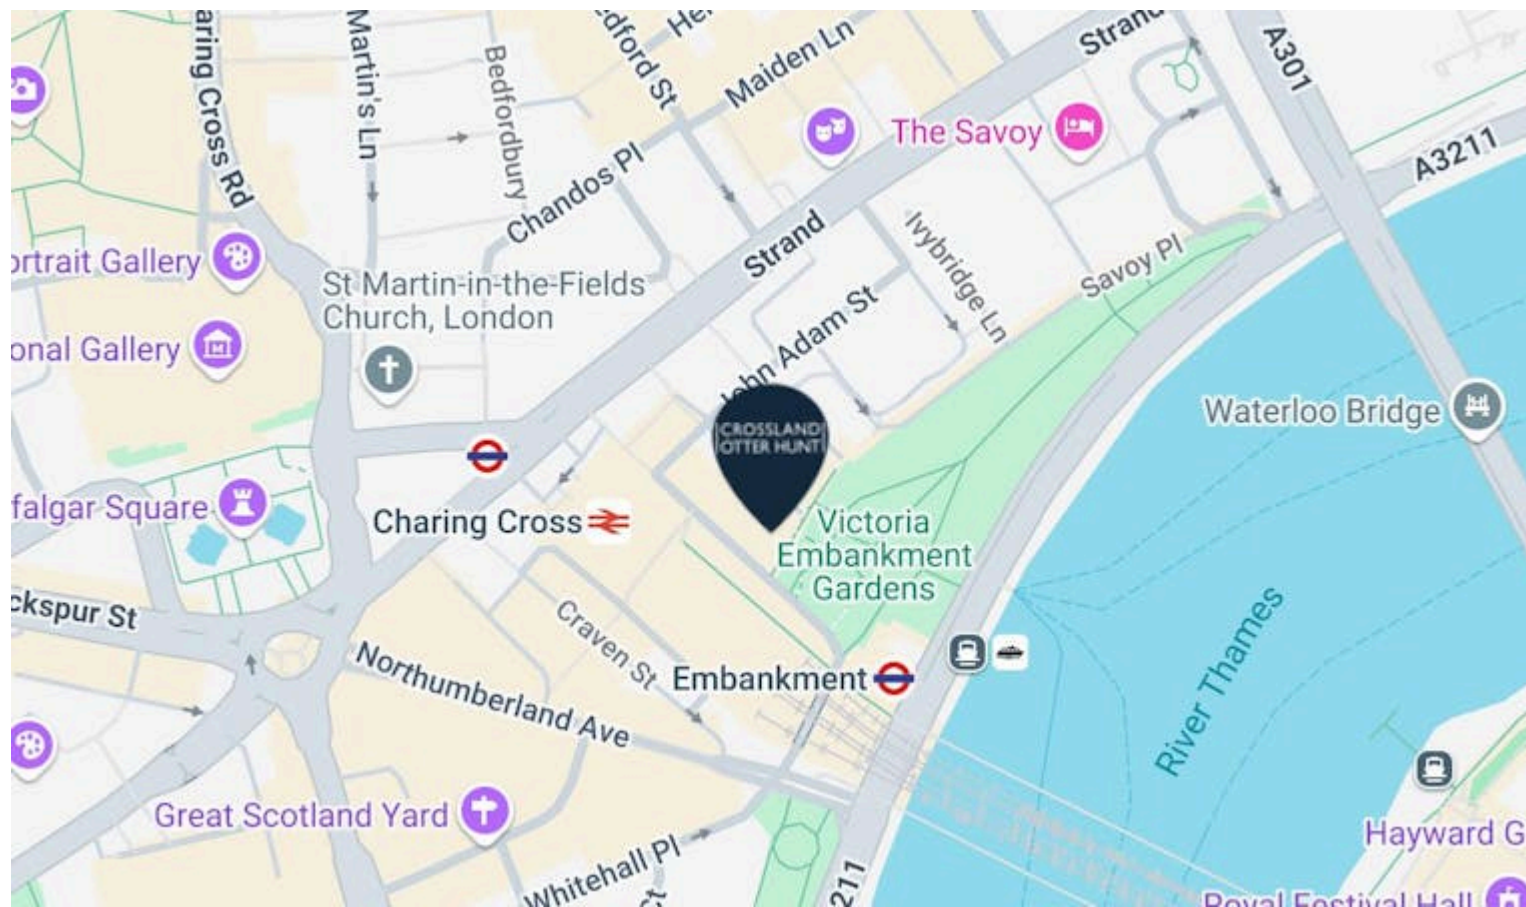 aring Cross Rd
Martin's Ln
Bedfordbury
edford St
Maiden Ln
Strand
A301
The Savoy
A3211
Chandos Pl
ortrait Gallery
St Martin-in-the-Fields
Church, London
Strand
Ivybridge Ln
Savoy Pl
onal Gallery
John Adam St
Waterloo Bridge
CROSSLAND
OTTER HUNT
falgar Square
Charing Cross
Victoria
Embankment
Gardens
ckspur St
Craven St
Northumberland Ave
Embankment
River Thames
Great Scotland Yard
Hayward G
Whitehall Pl
211
Royal Festival Hall